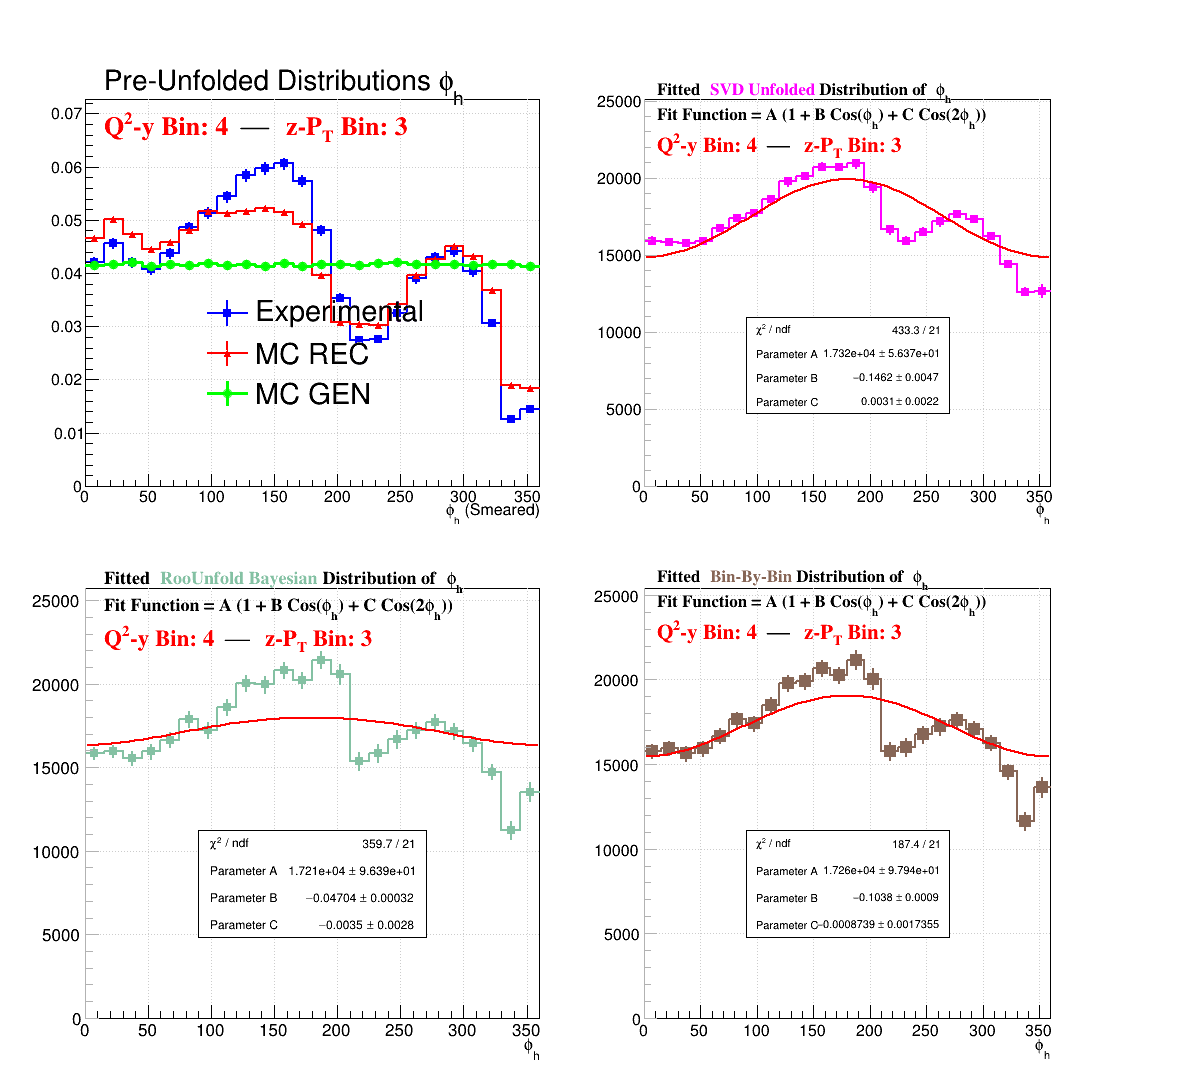 Pre-Unfolded Distributions ϕh
Q²-y Bin: 4 — z-PT Bin: 3
0.07
0.06
0.05
0.04
0.03
0.02
0.01
0
Experimental
MC REC
MC GEN
0 50 100 150 200 250 300 350
ϕh (Smeared)
Fitted SVD Unfolded Distribution of ϕh
Fit Function = A (1 + B Cos(ϕh) + C Cos(2ϕh))
Q²-y Bin: 4 — z-PT Bin: 3
25000
20000
15000
10000
5000
0
χ² / ndf 433.3 / 21
Parameter A 1.732e+04 ± 5.637e+01
Parameter B −0.1462 ± 0.0047
Parameter C 0.0031 ± 0.0022
0 50 100 150 200 250 300 350
ϕh
Fitted RooUnfold Bayesian Distribution of ϕh
Fit Function = A (1 + B Cos(ϕh) + C Cos(2ϕh))
Q²-y Bin: 4 — z-PT Bin: 3
25000
20000
15000
10000
5000
0
χ² / ndf 359.7 / 21
Parameter A 1.721e+04 ± 9.639e+01
Parameter B −0.04704 ± 0.00032
Parameter C −0.0035 ± 0.0028
0 50 100 150 200 250 300 350
ϕh
Fitted Bin-By-Bin Distribution of ϕh
Fit Function = A (1 + B Cos(ϕh) + C Cos(2ϕh))
Q²-y Bin: 4 — z-PT Bin: 3
25000
20000
15000
10000
5000
0
χ² / ndf 187.4 / 21
Parameter A 1.726e+04 ± 9.794e+01
Parameter B −0.1038 ± 0.0009
Parameter C −0.0008739 ± 0.0017355
0 50 100 150 200 250 300 350
ϕh